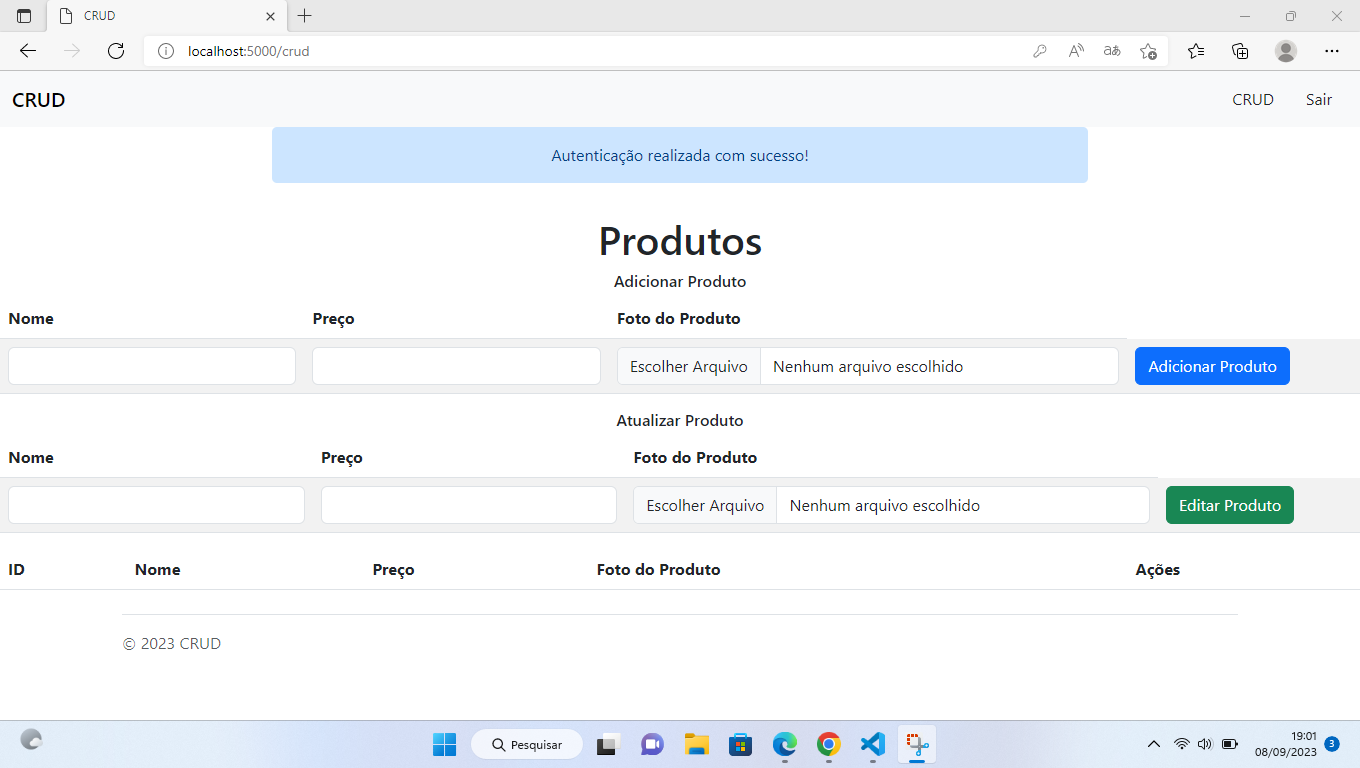 CRUD
localhost:5000/crud
CRUD CRUD Sair
Autenticação realizada com sucesso!
Produtos
Adicionar Produto
Nome Preço Foto do Produto
Escolher Arquivo Nenhum arquivo escolhido Adicionar Produto
Atualizar Produto
Nome Preço Foto do Produto
Escolher Arquivo Nenhum arquivo escolhido Editar Produto
ID Nome Preço Foto do Produto Ações
© 2023 CRUD
Pesquisar
19:01
08/09/2023 3